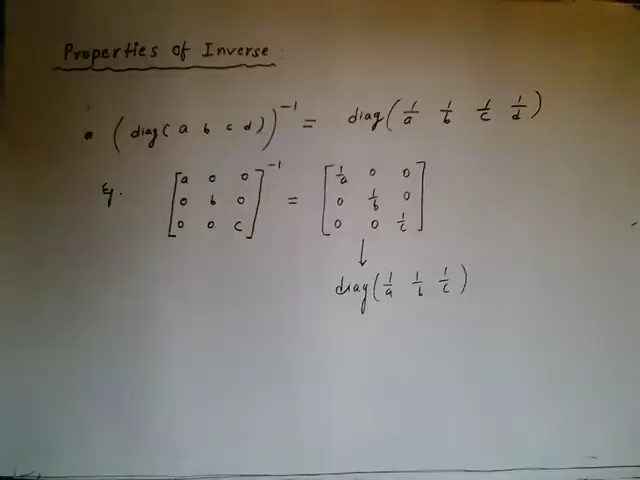 Properties of Inverse :
• (diag( a b c d))⁻¹ = diag(1/a 1/b 1/c 1/d)
Eg. [a 0 0; 0 b 0; 0 0 c]⁻¹ = [1/a 0 0; 0 1/b 0; 0 0 1/c]
↓
diag(1/a 1/b 1/c)